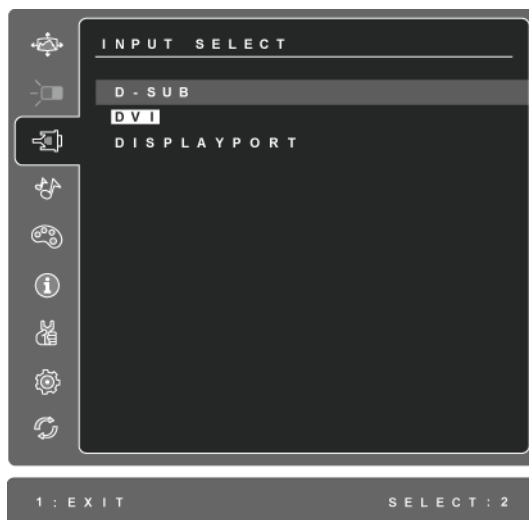 INPUT SELECT
D-SUB
DVI
DISPLAYPORT
1:EXIT SELECT:2